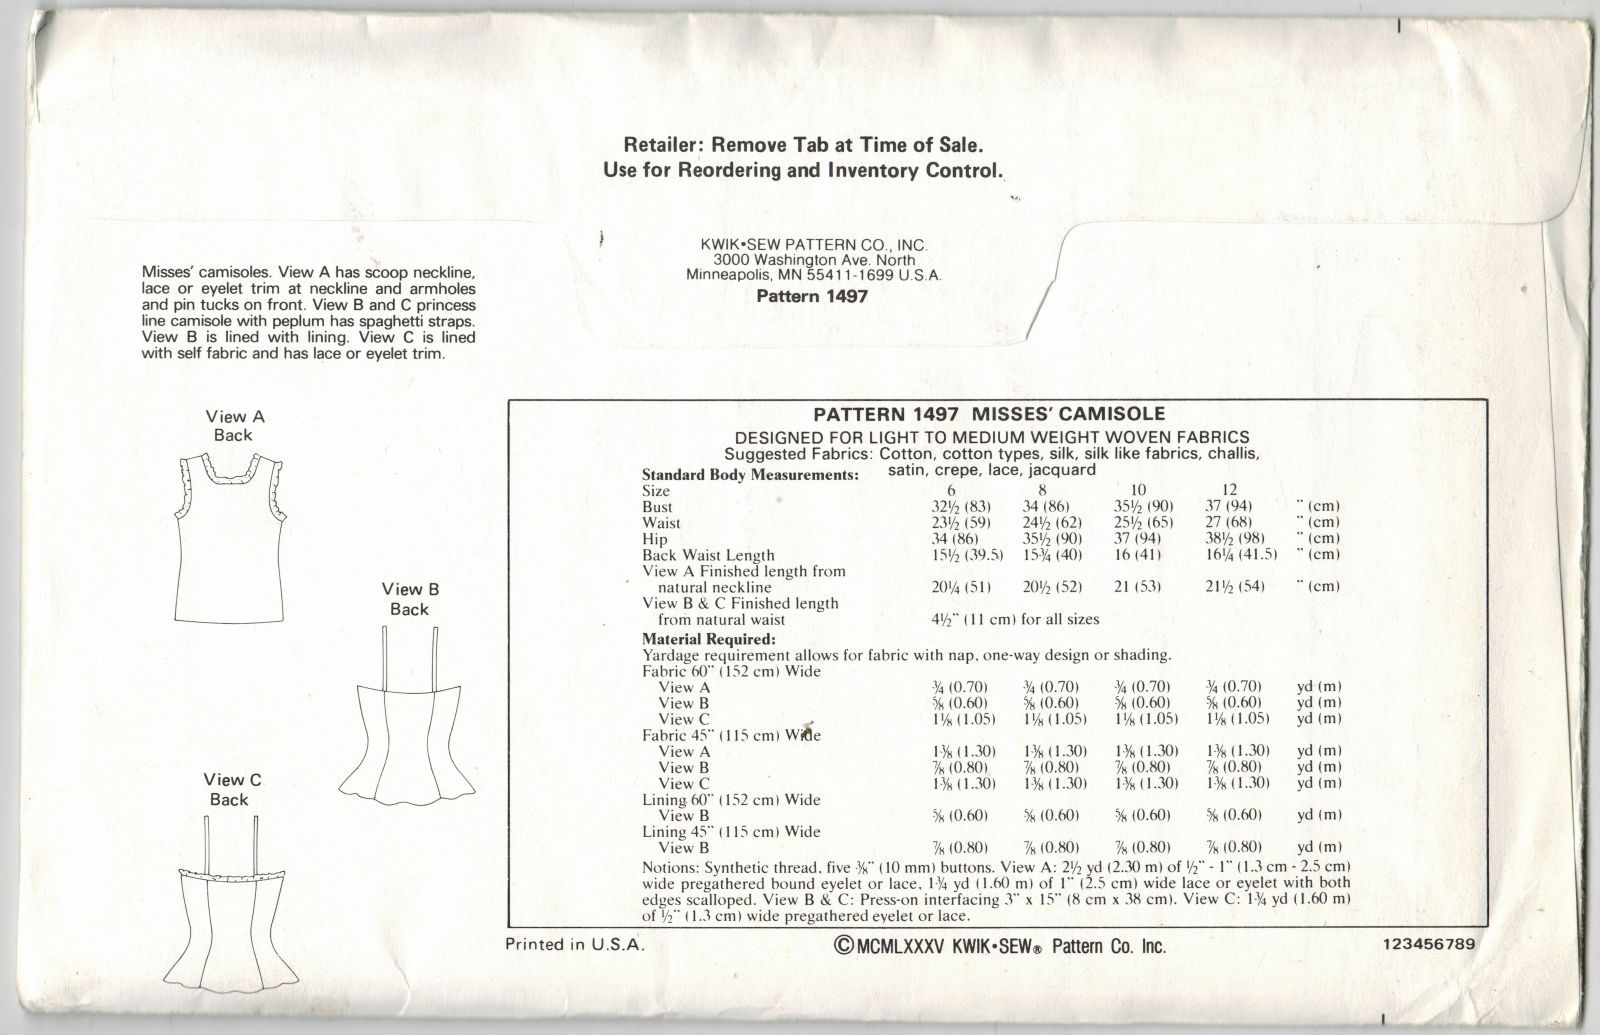 Retailer: Remove Tab at Time of Sale.
Use for Reordering and Inventory Control.
KWIK•SEW PATTERN CO., INC.
3000 Washington Ave. North
Minneapolis, MN 55411-1699 U.S.A.
Pattern 1497
Misses' camisoles. View A has scoop neckline,
lace or eyelet trim at neckline and armholes
and pin tucks on front. View B and C princess
line camisole with peplum has spaghetti straps.
View B is lined with lining. View C is lined
with self fabric and has lace or eyelet trim.
View A
Back
View B
Back
View C
Back
PATTERN 1497 MISSES' CAMISOLE
DESIGNED FOR LIGHT TO MEDIUM WEIGHT WOVEN FABRICS
Suggested Fabrics: Cotton, cotton types, silk, silk like fabrics, challis,
satin, crepe, lace, jacquard
Standard Body Measurements:
Size 6 8 10 12
Bust 32½ (83) 34 (86) 35½ (90) 37 (94) " (cm)
Waist 23½ (59) 24½ (62) 25½ (65) 27 (68) " (cm)
Hip 34 (86) 35½ (90) 37 (94) 38½ (98) " (cm)
Back Waist Length 15½ (39.5) 15¾ (40) 16 (41) 16¼ (41.5) " (cm)
View A Finished length from
natural neckline 20¼ (51) 20½ (52) 21 (53) 21½ (54) " (cm)
View B & C Finished length
from natural waist 4½" (11 cm) for all sizes
Material Required:
Yardage requirement allows for fabric with nap, one-way design or shading.
Fabric 60" (152 cm) Wide
View A ¾ (0.70) ¾ (0.70) ¾ (0.70) ¾ (0.70) yd (m)
View B ⅝ (0.60) ⅝ (0.60) ⅝ (0.60) ⅝ (0.60) yd (m)
View C 1⅛ (1.05) 1⅛ (1.05) 1⅛ (1.05) 1⅛ (1.05) yd (m)
Fabric 45" (115 cm) Wide
View A 1⅜ (1.30) 1⅜ (1.30) 1⅜ (1.30) 1⅜ (1.30) yd (m)
View B ⅞ (0.80) ⅞ (0.80) ⅞ (0.80) ⅞ (0.80) yd (m)
View C 1⅜ (1.30) 1⅜ (1.30) 1⅜ (1.30) 1⅜ (1.30) yd (m)
Lining 60" (152 cm) Wide
View B ⅝ (0.60) ⅝ (0.60) ⅝ (0.60) ⅝ (0.60) yd (m)
Lining 45" (115 cm) Wide
View B ⅞ (0.80) ⅞ (0.80) ⅞ (0.80) ⅞ (0.80) yd (m)
Notions: Synthetic thread, five ⅜" (10 mm) buttons. View A: 2½ yd (2.30 m) of ½" - 1" (1.3 cm - 2.5 cm)
wide pregathered bound eyelet or lace, 1¾ yd (1.60 m) of 1" (2.5 cm) wide lace or eyelet with both
edges scalloped. View B & C: Press-on interfacing 3" x 15" (8 cm x 38 cm). View C: 1¾ yd (1.60 m)
of ½" (1.3 cm) wide pregathered eyelet or lace.
Printed in U.S.A.
©MCMLXXXV KWIK•SEW® Pattern Co. Inc.
123456789